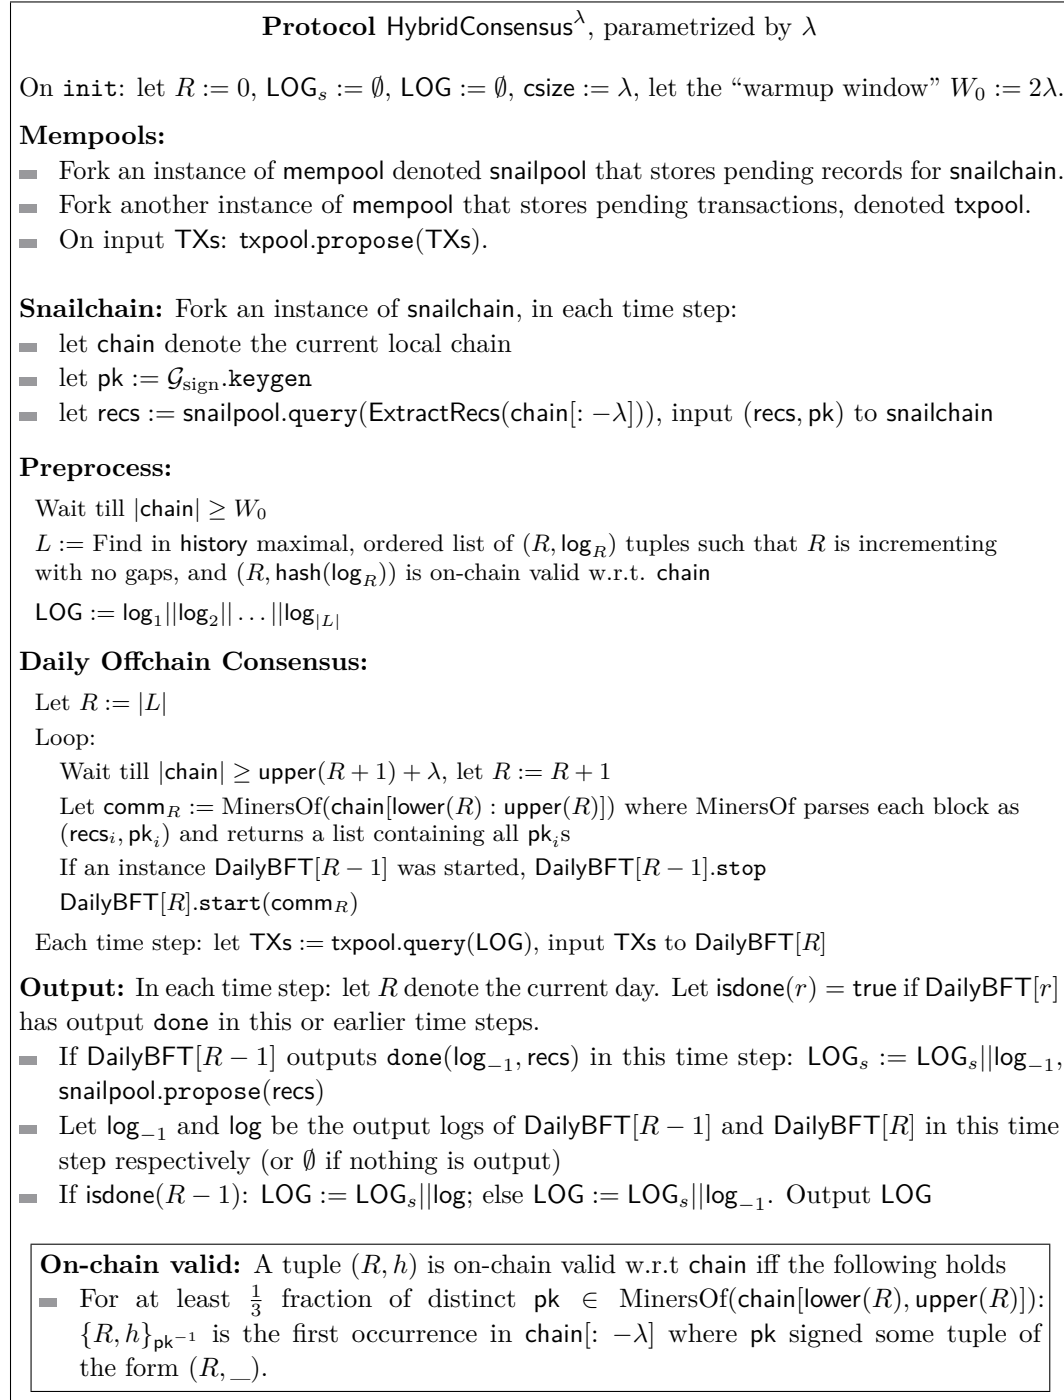 Protocol HybridConsensus^λ, parametrized by λ
On init: let R := 0, LOG_s := ∅, LOG := ∅, csize := λ, let the “warmup window” W_0 := 2λ.
Mempools:
Fork an instance of mempool denoted snailpool that stores pending records for snailchain.
Fork another instance of mempool that stores pending transactions, denoted txpool.
On input TXs: txpool.propose(TXs).
Snailchain: Fork an instance of snailchain, in each time step:
let chain denote the current local chain
let pk := 𝒢_sign.keygen
let recs := snailpool.query(ExtractRecs(chain[: −λ])), input (recs, pk) to snailchain
Preprocess:
Wait till |chain| ≥ W_0
L := Find in history maximal, ordered list of (R, log_R) tuples such that R is incrementing
with no gaps, and (R, hash(log_R)) is on-chain valid w.r.t. chain
LOG := log_1||log_2|| . . . ||log_|L|
Daily Offchain Consensus:
Let R := |L|
Loop:
Wait till |chain| ≥ upper(R + 1) + λ, let R := R + 1
Let comm_R := MinersOf(chain[lower(R) : upper(R)]) where MinersOf parses each block as
(recs_i, pk_i) and returns a list containing all pk_i s
If an instance DailyBFT[R − 1] was started, DailyBFT[R − 1].stop
DailyBFT[R].start(comm_R)
Each time step: let TXs := txpool.query(LOG), input TXs to DailyBFT[R]
Output: In each time step: let R denote the current day. Let isdone(r) = true if DailyBFT[r]
has output done in this or earlier time steps.
If DailyBFT[R − 1] outputs done(log_−1, recs) in this time step: LOG_s := LOG_s||log_−1,
snailpool.propose(recs)
Let log_−1 and log be the output logs of DailyBFT[R − 1] and DailyBFT[R] in this time
step respectively (or ∅ if nothing is output)
If isdone(R − 1): LOG := LOG_s||log; else LOG := LOG_s||log_−1. Output LOG
On-chain valid: A tuple (R, h) is on-chain valid w.r.t chain iff the following holds
For at least 1/3 fraction of distinct pk ∈ MinersOf(chain[lower(R), upper(R)]):
{R, h}_pk^−1 is the first occurrence in chain[: −λ] where pk signed some tuple of
the form (R, _).